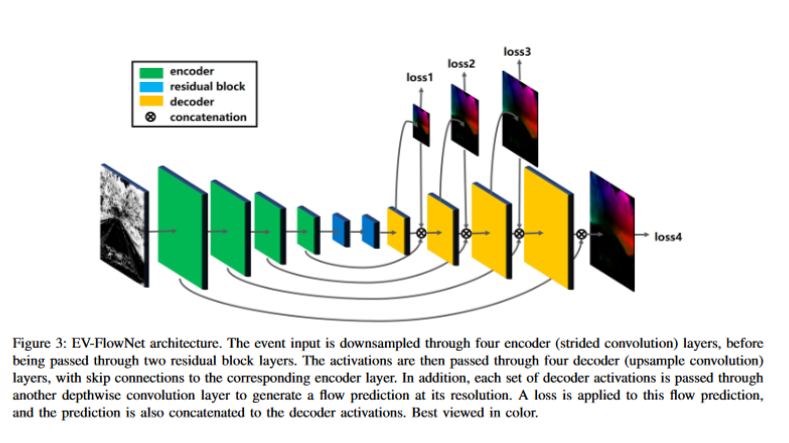 loss3
loss2
loss1
encoder
residual block
decoder
concatenation
loss4
Figure 3: EV-FlowNet architecture. The event input is downsampled through four encoder (strided convolution) layers, before
being passed through two residual block layers. The activations are then passed through four decoder (upsample convolution)
layers, with skip connections to the corresponding encoder layer. In addition, each set of decoder activations is passed through
another depthwise convolution layer to generate a flow prediction at its resolution. A loss is applied to this flow prediction,
and the prediction is also concatenated to the decoder activations. Best viewed in color.